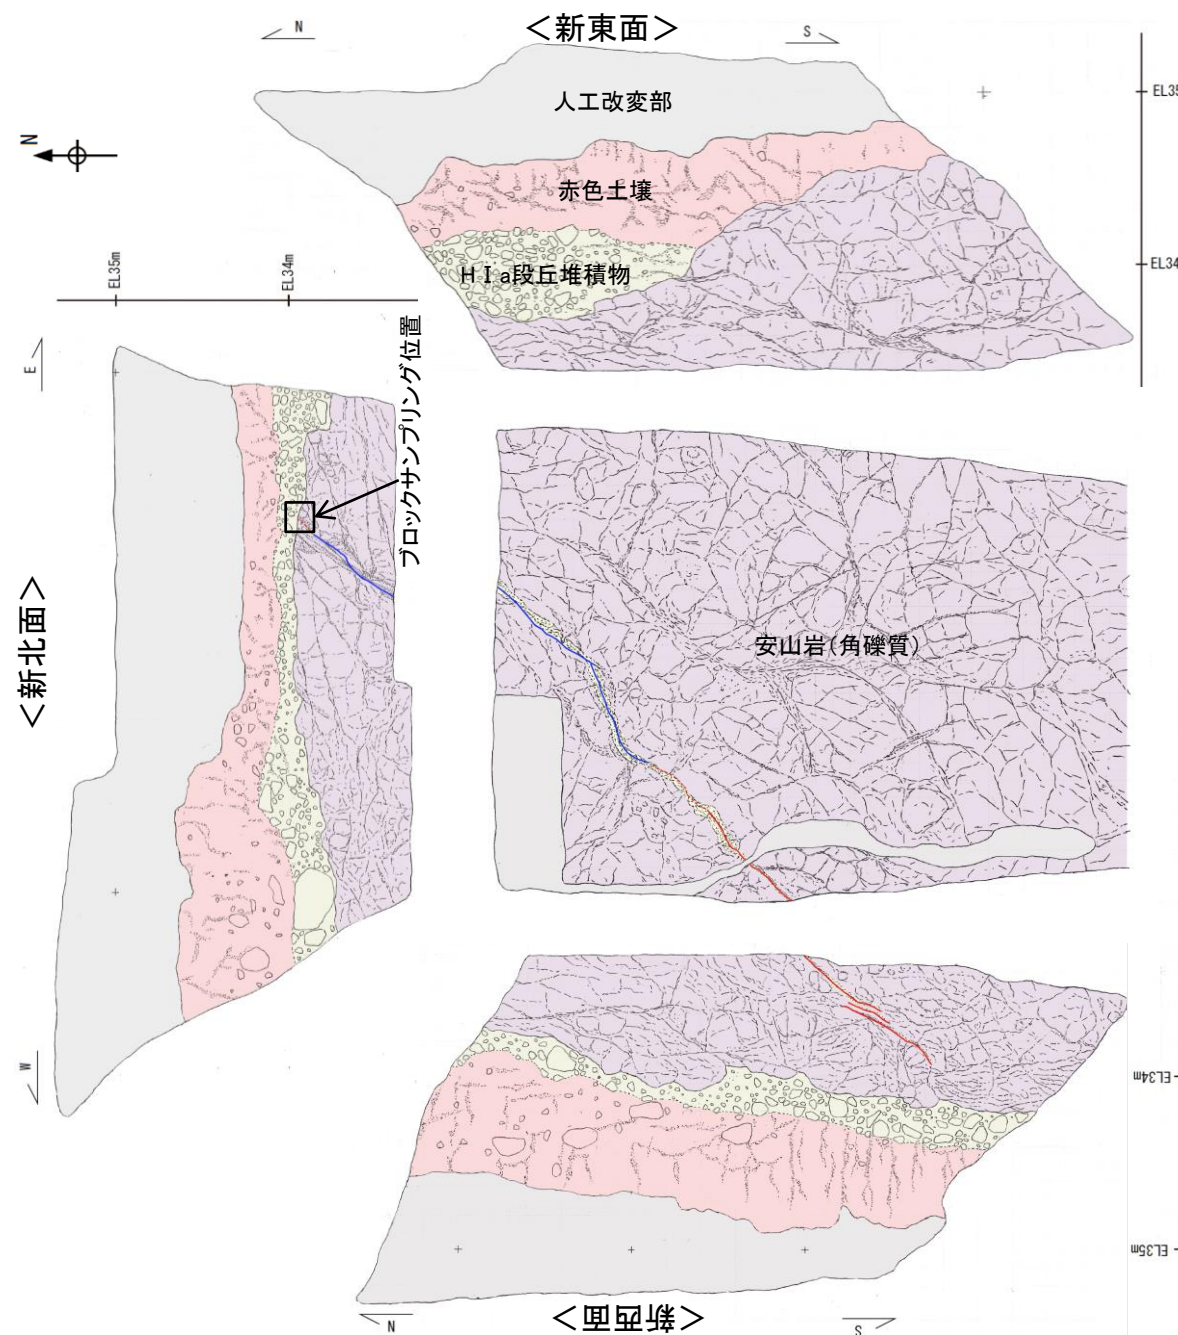 <新東面>
N
S
人工改変部
EL35
N
赤色土壌
EL34
HⅠa段丘堆積物
EL35m
EL34m
E
ブロックサンプリング位置
<新北面>
安山岩(角礫質)
W
EL34m
EL35m
<新西面>
N
S